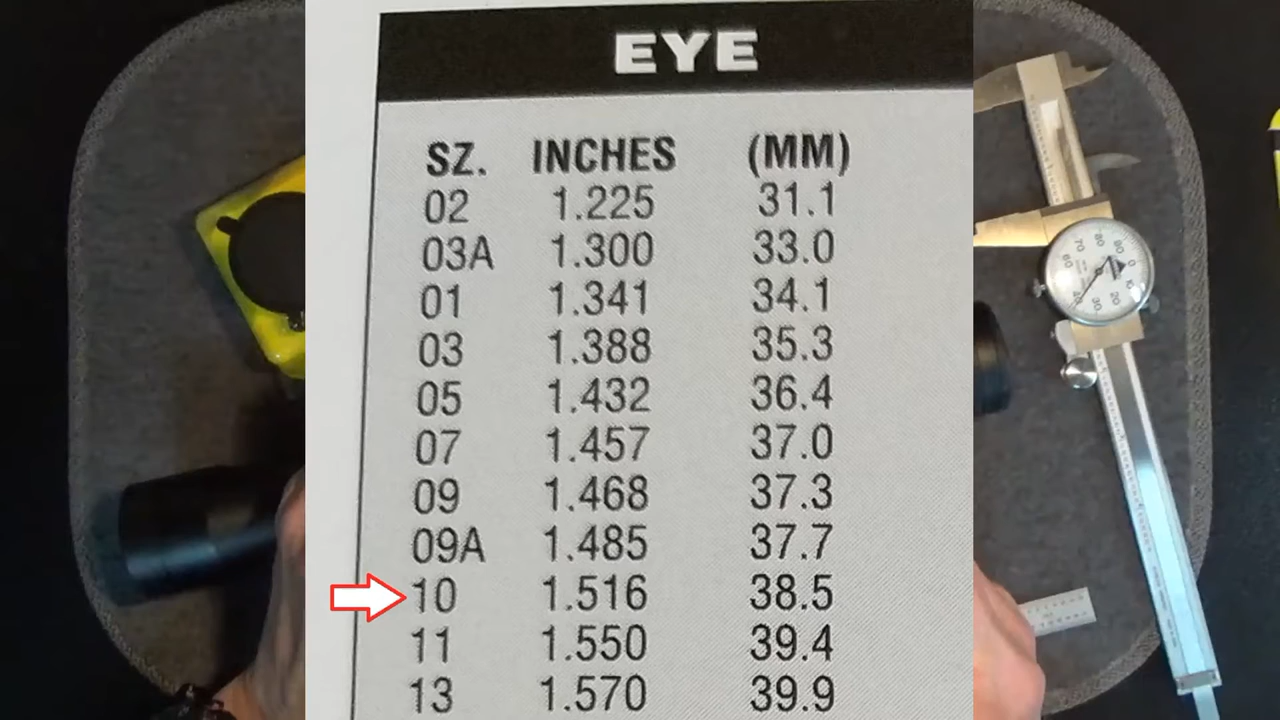 EYE
SZ. INCHES (MM)
02 1.225 31.1
03A 1.300 33.0
01 1.341 34.1
03 1.388 35.3
05 1.432 36.4
07 1.457 37.0
09 1.468 37.3
09A 1.485 37.7
10 1.516 38.5
11 1.550 39.4
13 1.570 39.9